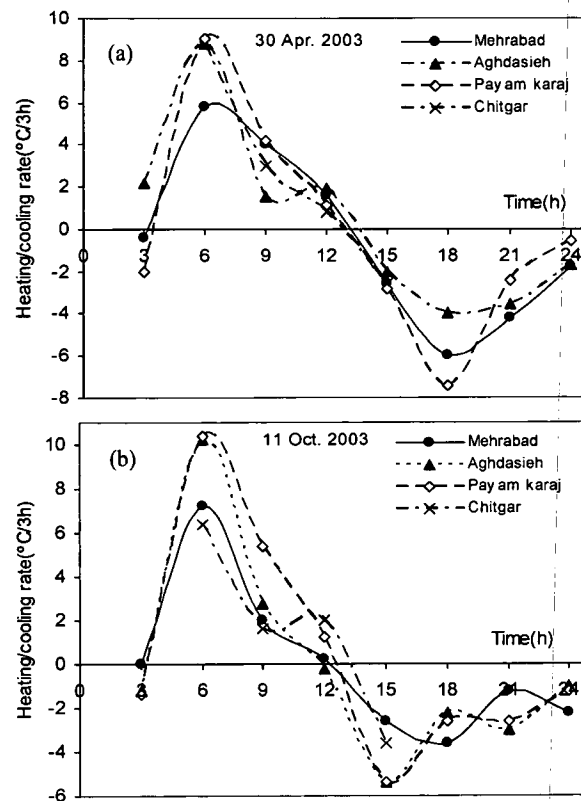 (a)
30 Apr. 2003
Mehrabad
Aghdasieh
Payam karaj
Chitgar
Heating/cooling rate(°C/3h)
10
8
6
4
2
0
-2
-4
-6
-8
Time(h)
0 3 6 9 12 15 18 21 24
(b)
11 Oct. 2003
Mehrabad
Aghdasieh
Payam karaj
Chitgar
Heating/cooling rate(°C/3h)
10
8
6
4
2
0
-2
-4
-6
Time(h)
0 3 6 9 12 15 18 21 24